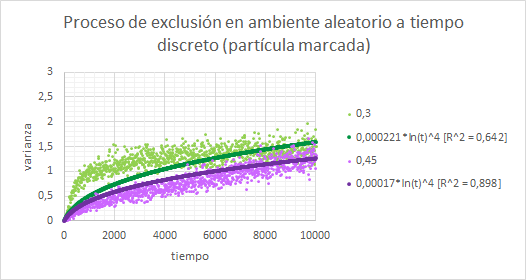 Proceso de exclusión en ambiente aleatorio a tiempo
discreto (partícula marcada)
3
2,5
2
1,5
1
0,5
0
varianza
0 2000 4000 6000 8000 10000
tiempo
0,3
0,000221*ln(t)^4 [R^2 = 0,642]
0,45
0,00017*ln(t)^4 [R^2 = 0,898]